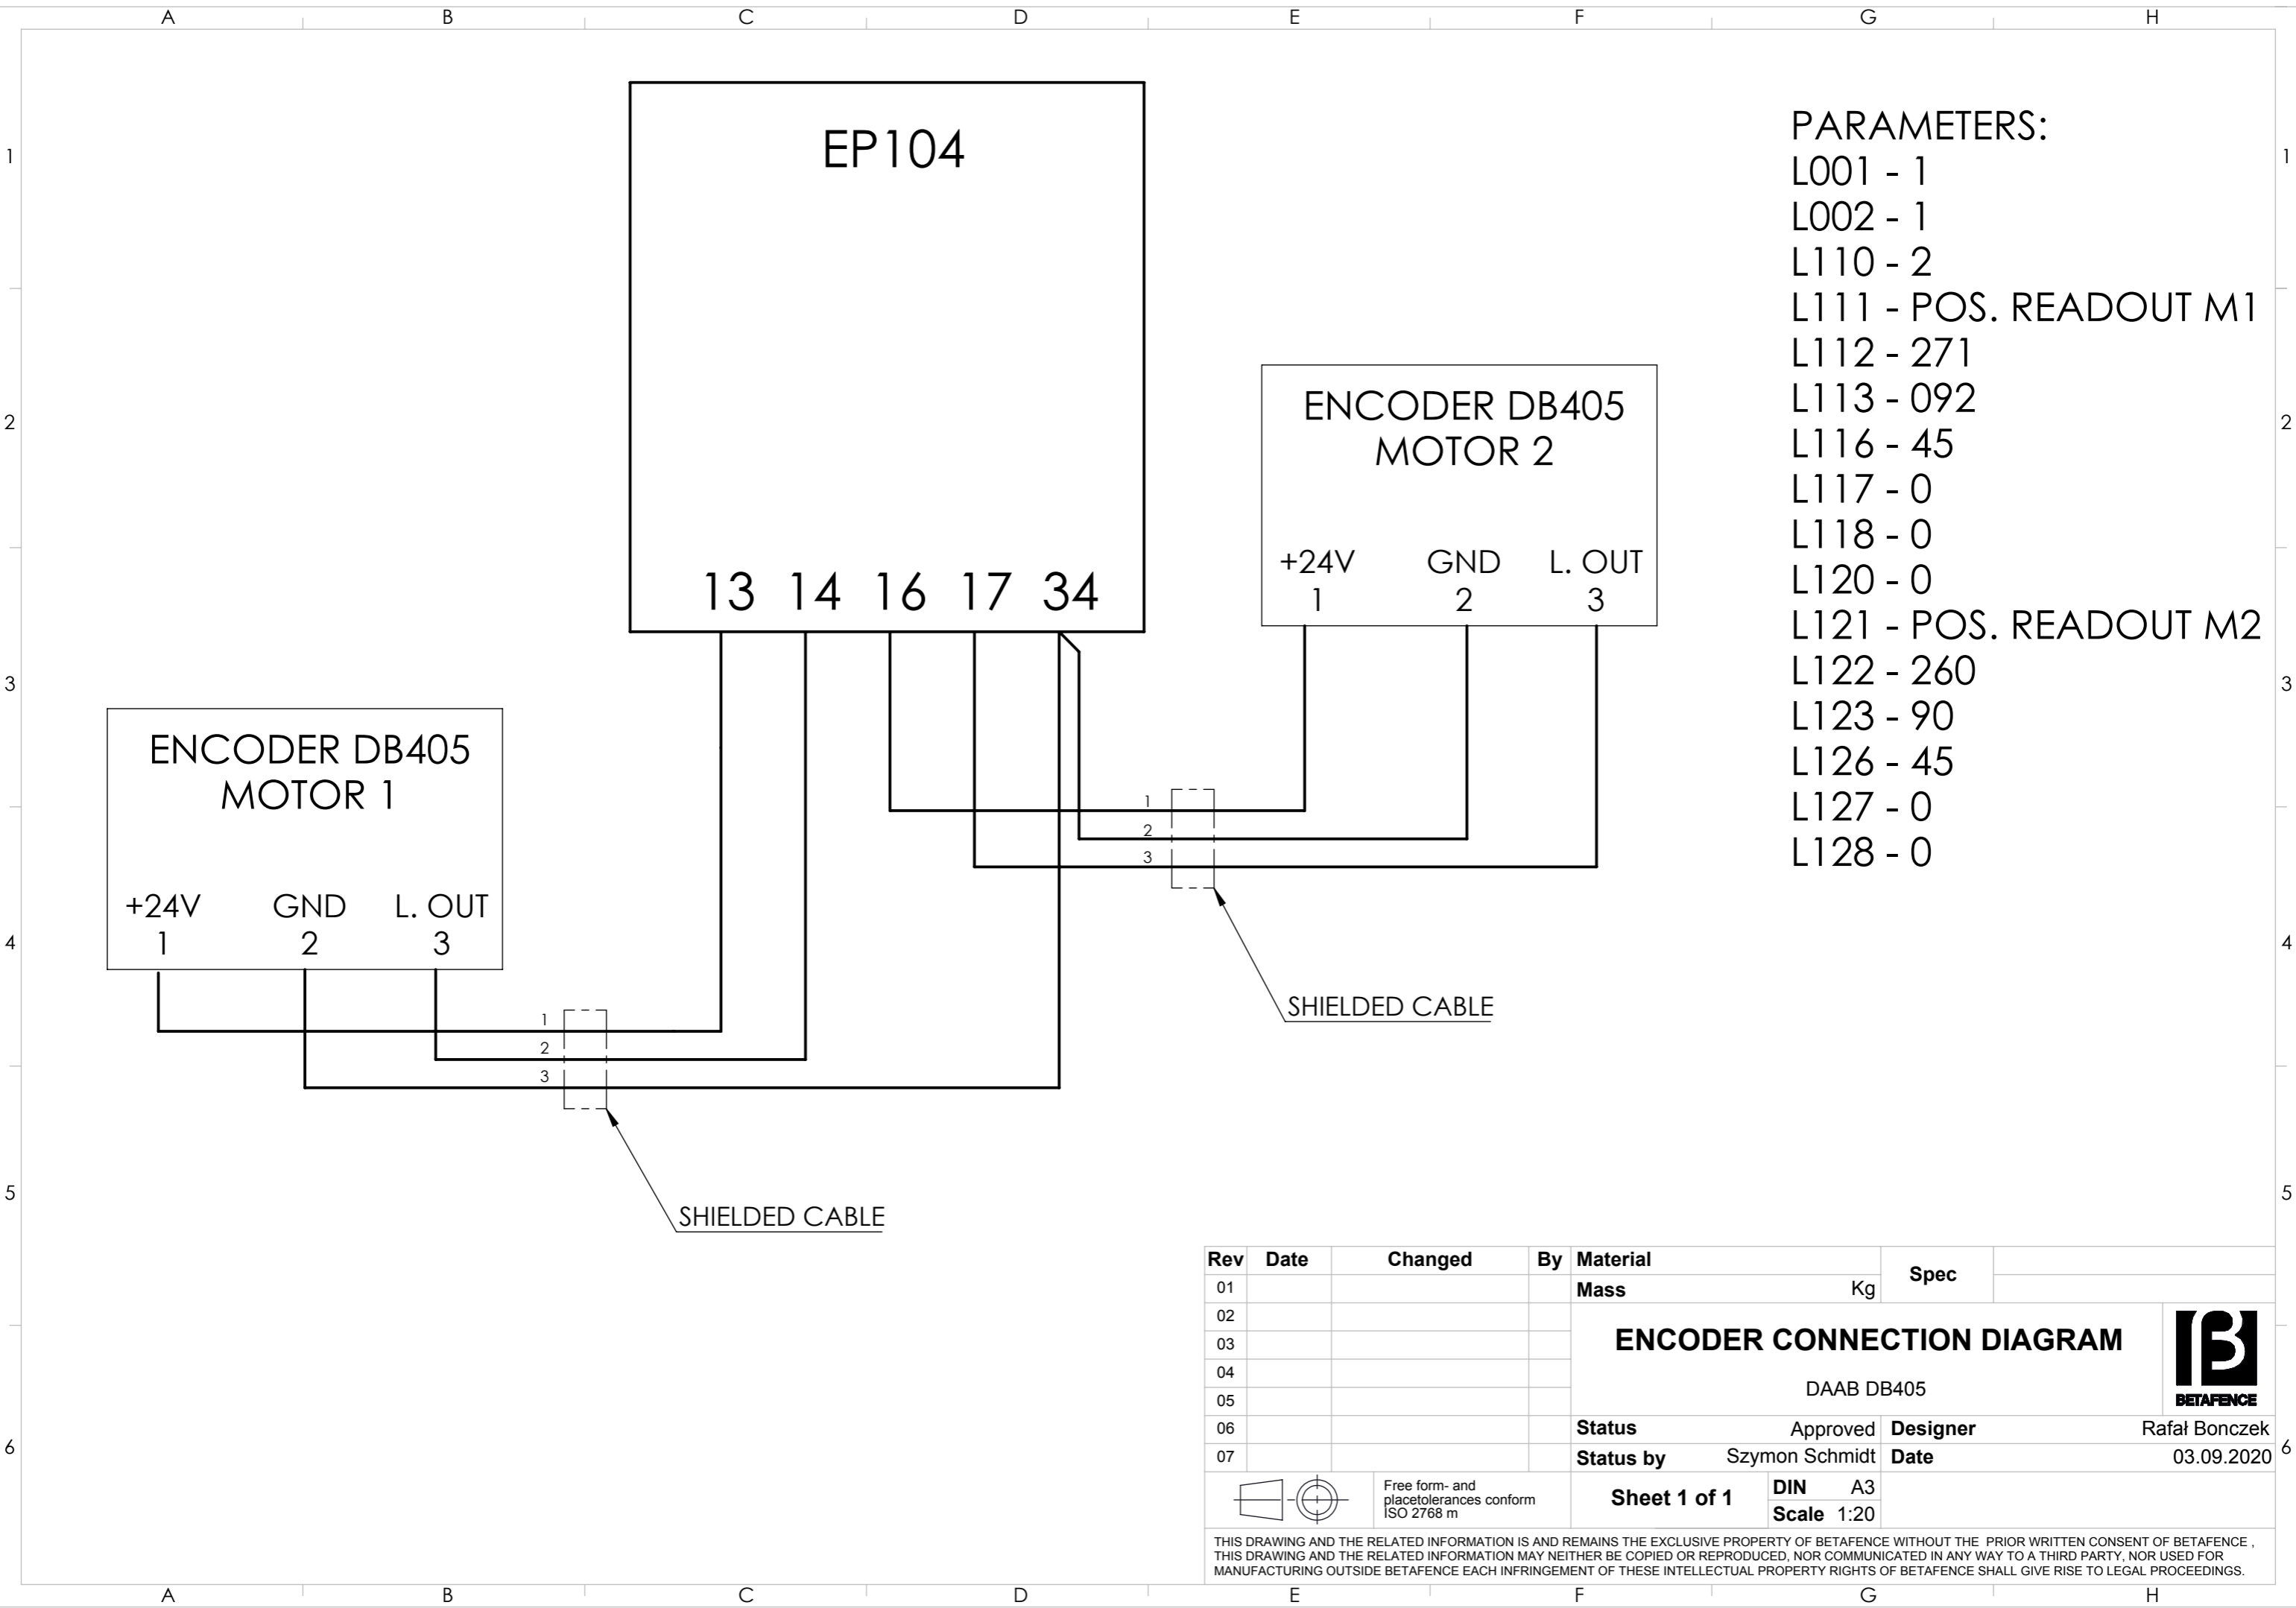 A B C D E F G H
1 1
2 2
3 3
4 4
5 5
6 6
EP104
13 14 16 17 34
ENCODER DB405
MOTOR 2
+24V GND L. OUT
1 2 3
ENCODER DB405
MOTOR 1
+24V GND L. OUT
1 2 3
1
2
3
SHIELDED CABLE
1
2
3
SHIELDED CABLE
PARAMETERS:
L001 - 1
L002 - 1
L110 - 2
L111 - POS. READOUT M1
L112 - 271
L113 - 092
L116 - 45
L117 - 0
L118 - 0
L120 - 0
L121 - POS. READOUT M2
L122 - 260
L123 - 90
L126 - 45
L127 - 0
L128 - 0
Rev Date Changed By Material Spec
01 Mass Kg
02
03
04
05
06
07
ENCODER CONNECTION DIAGRAM
DAAB DB405
BETAFENCE
Status Approved Designer Rafał Bonczek
Status by Szymon Schmidt Date 03.09.2020
Free form- and
placetolerances conform
ISO 2768 m
Sheet 1 of 1
DIN A3
Scale 1:20
THIS DRAWING AND THE RELATED INFORMATION IS AND REMAINS THE EXCLUSIVE PROPERTY OF BETAFENCE WITHOUT THE PRIOR WRITTEN CONSENT OF BETAFENCE ,
THIS DRAWING AND THE RELATED INFORMATION MAY NEITHER BE COPIED OR REPRODUCED, NOR COMMUNICATED IN ANY WAY TO A THIRD PARTY, NOR USED FOR
MANUFACTURING OUTSIDE BETAFENCE EACH INFRINGEMENT OF THESE INTELLECTUAL PROPERTY RIGHTS OF BETAFENCE SHALL GIVE RISE TO LEGAL PROCEEDINGS.
A B C D E F G H